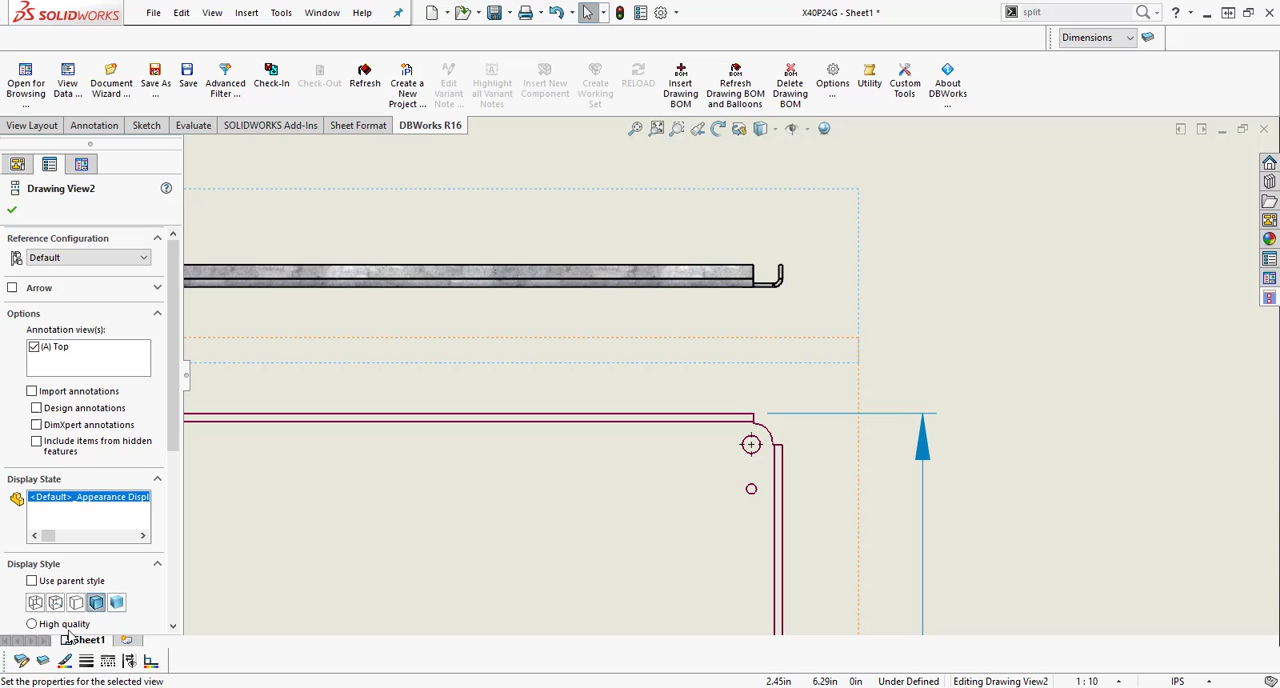 SOLIDWORKS
File Edit View Insert Tools Window Help
X40P24G - Sheet1 *
split
Dimensions
Open for Browsing ...
View Data ...
Document Wizard ...
Save As ...
Save
Advanced Filter ...
Check-In
Check-Out
Refresh
Create a New Project ...
Edit Variant Note ...
Highlight all Variant Notes
Insert New Component
Create Working Set
RELOAD
Insert Drawing BOM
Refresh Drawing BOM and Balloons
Delete Drawing BOM
Options ...
Utility
Custom Tools
About DBWorks ...
View Layout Annotation Sketch Evaluate SOLIDWORKS Add-Ins Sheet Format DBWorks R16
Drawing View2
Reference Configuration
Default
Arrow
Options
Annotation view(s):
(A) Top
Import annotations
Design annotations
DimXpert annotations
Include items from hidden
features
Display State
<Default>_Appearance Displ
Display Style
Use parent style
High quality
Sheet1
Set the properties for the selected view
2.45in 6.29in 0in Under Defined Editing Drawing View2 1 : 10 IPS